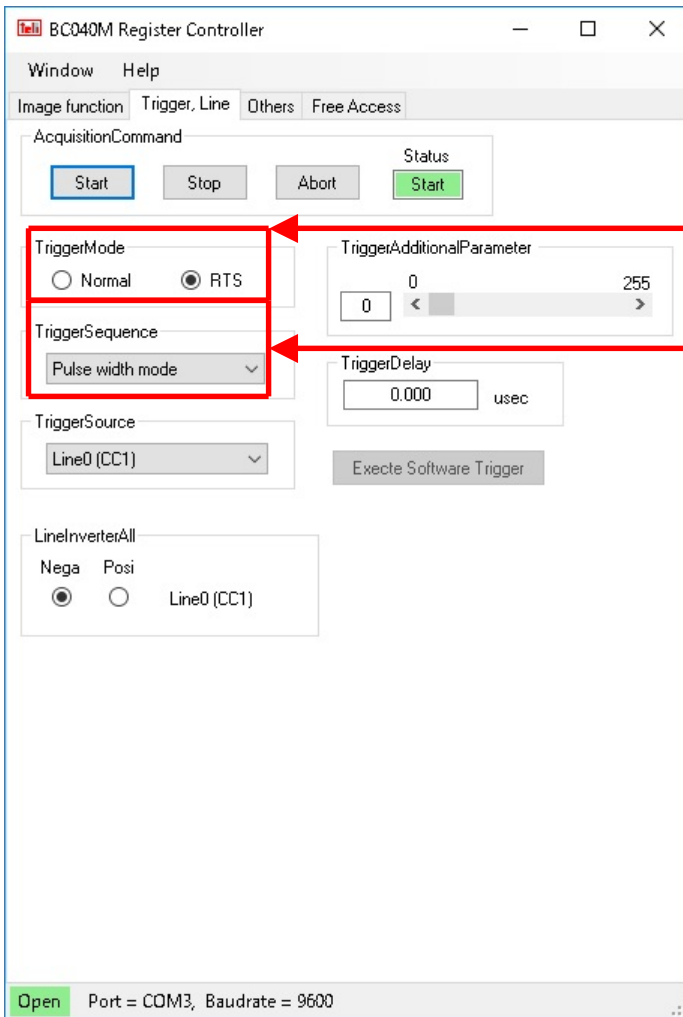 teli BC040M Register Controller
Window Help
Image function Trigger, Line Others Free Access
AcquisitionCommand
Status
Start Stop Abort Start
TriggerMode
Normal RTS
TriggerAdditionalParameter
0 255
0
TriggerSequence
Pulse width mode
TriggerDelay
0.000 usec
TriggerSource
Line0 (CC1)
Execte Software Trigger
LineInverterAll
Nega Posi
Line0 (CC1)
Open Port = COM3, Baudrate = 9600